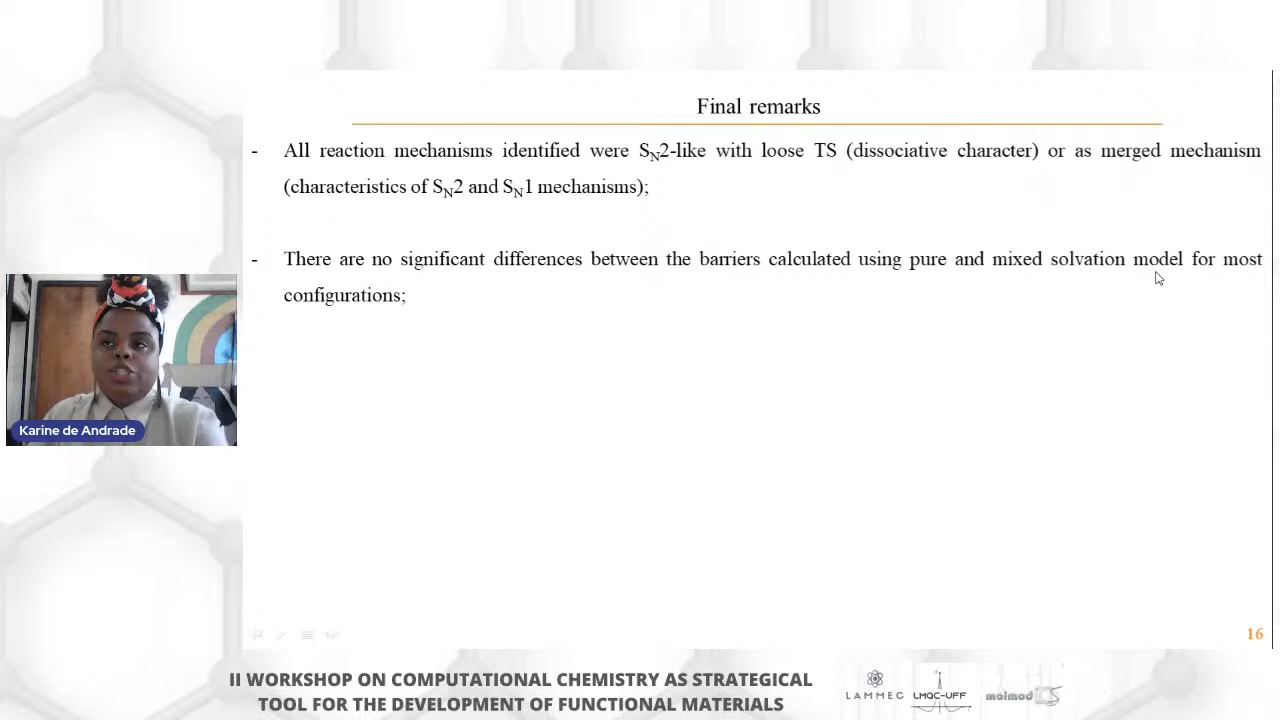 Final remarks
- All reaction mechanisms identified were SN2-like with loose TS (dissociative character) or as merged mechanism
(characteristics of SN2 and SN1 mechanisms);
- There are no significant differences between the barriers calculated using pure and mixed solvation model for most
configurations;
Karine de Andrade
16
II WORKSHOP ON COMPUTATIONAL CHEMISTRY AS STRATEGICAL
TOOL FOR THE DEVELOPMENT OF FUNCTIONAL MATERIALS
LAMMEC
LMQC-UFF
molmod CS